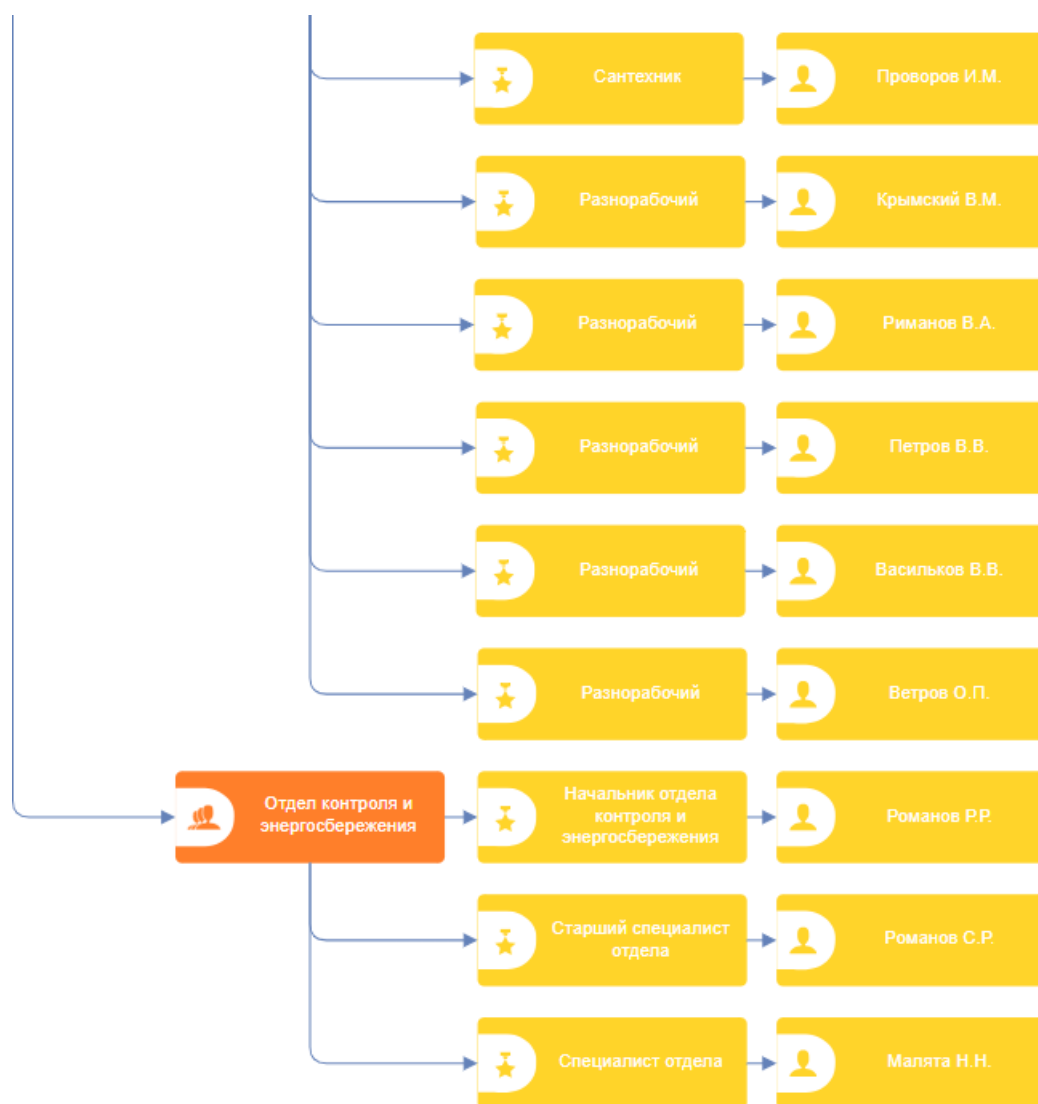 Сантехник
Проворов И.М.
Разнорабочий
Крымский В.М.
Разнорабочий
Риманов В.А.
Разнорабочий
Петров В.В.
Разнорабочий
Васильков В.В.
Разнорабочий
Ветров О.П.
Отдел контроля и
энергосбережения
Начальник отдела
контроля и
энергосбережения
Романов Р.Р.
Старший специалист
отдела
Романов С.Р.
Специалист отдела
Малята Н.Н.